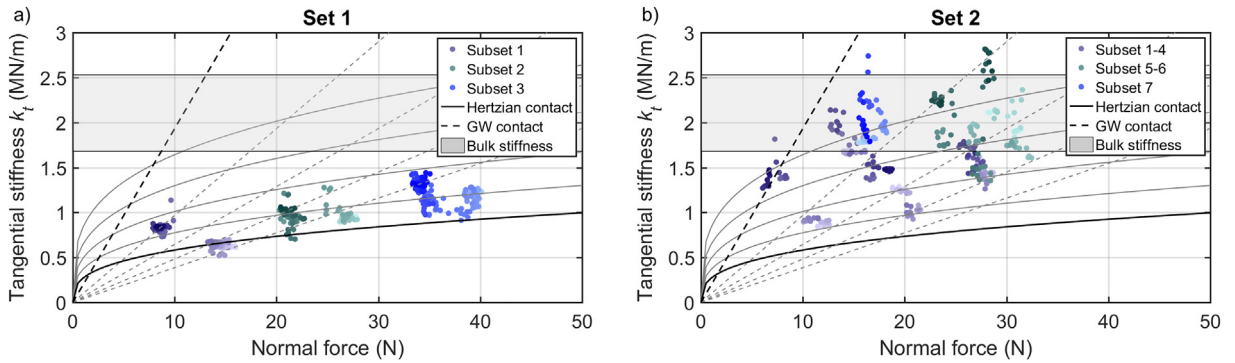 a)
Set 1
Tangential stiffness k_t (MN/m)
3
2.5
2
1.5
1
0.5
0
0 10 20 30 40 50
Normal force (N)
Subset 1
Subset 2
Subset 3
Hertzian contact
GW contact
Bulk stiffness
b)
Set 2
Tangential stiffness k_t (MN/m)
3
2.5
2
1.5
1
0.5
0
0 10 20 30 40 50
Normal force (N)
Subset 1-4
Subset 5-6
Subset 7
Hertzian contact
GW contact
Bulk stiffness